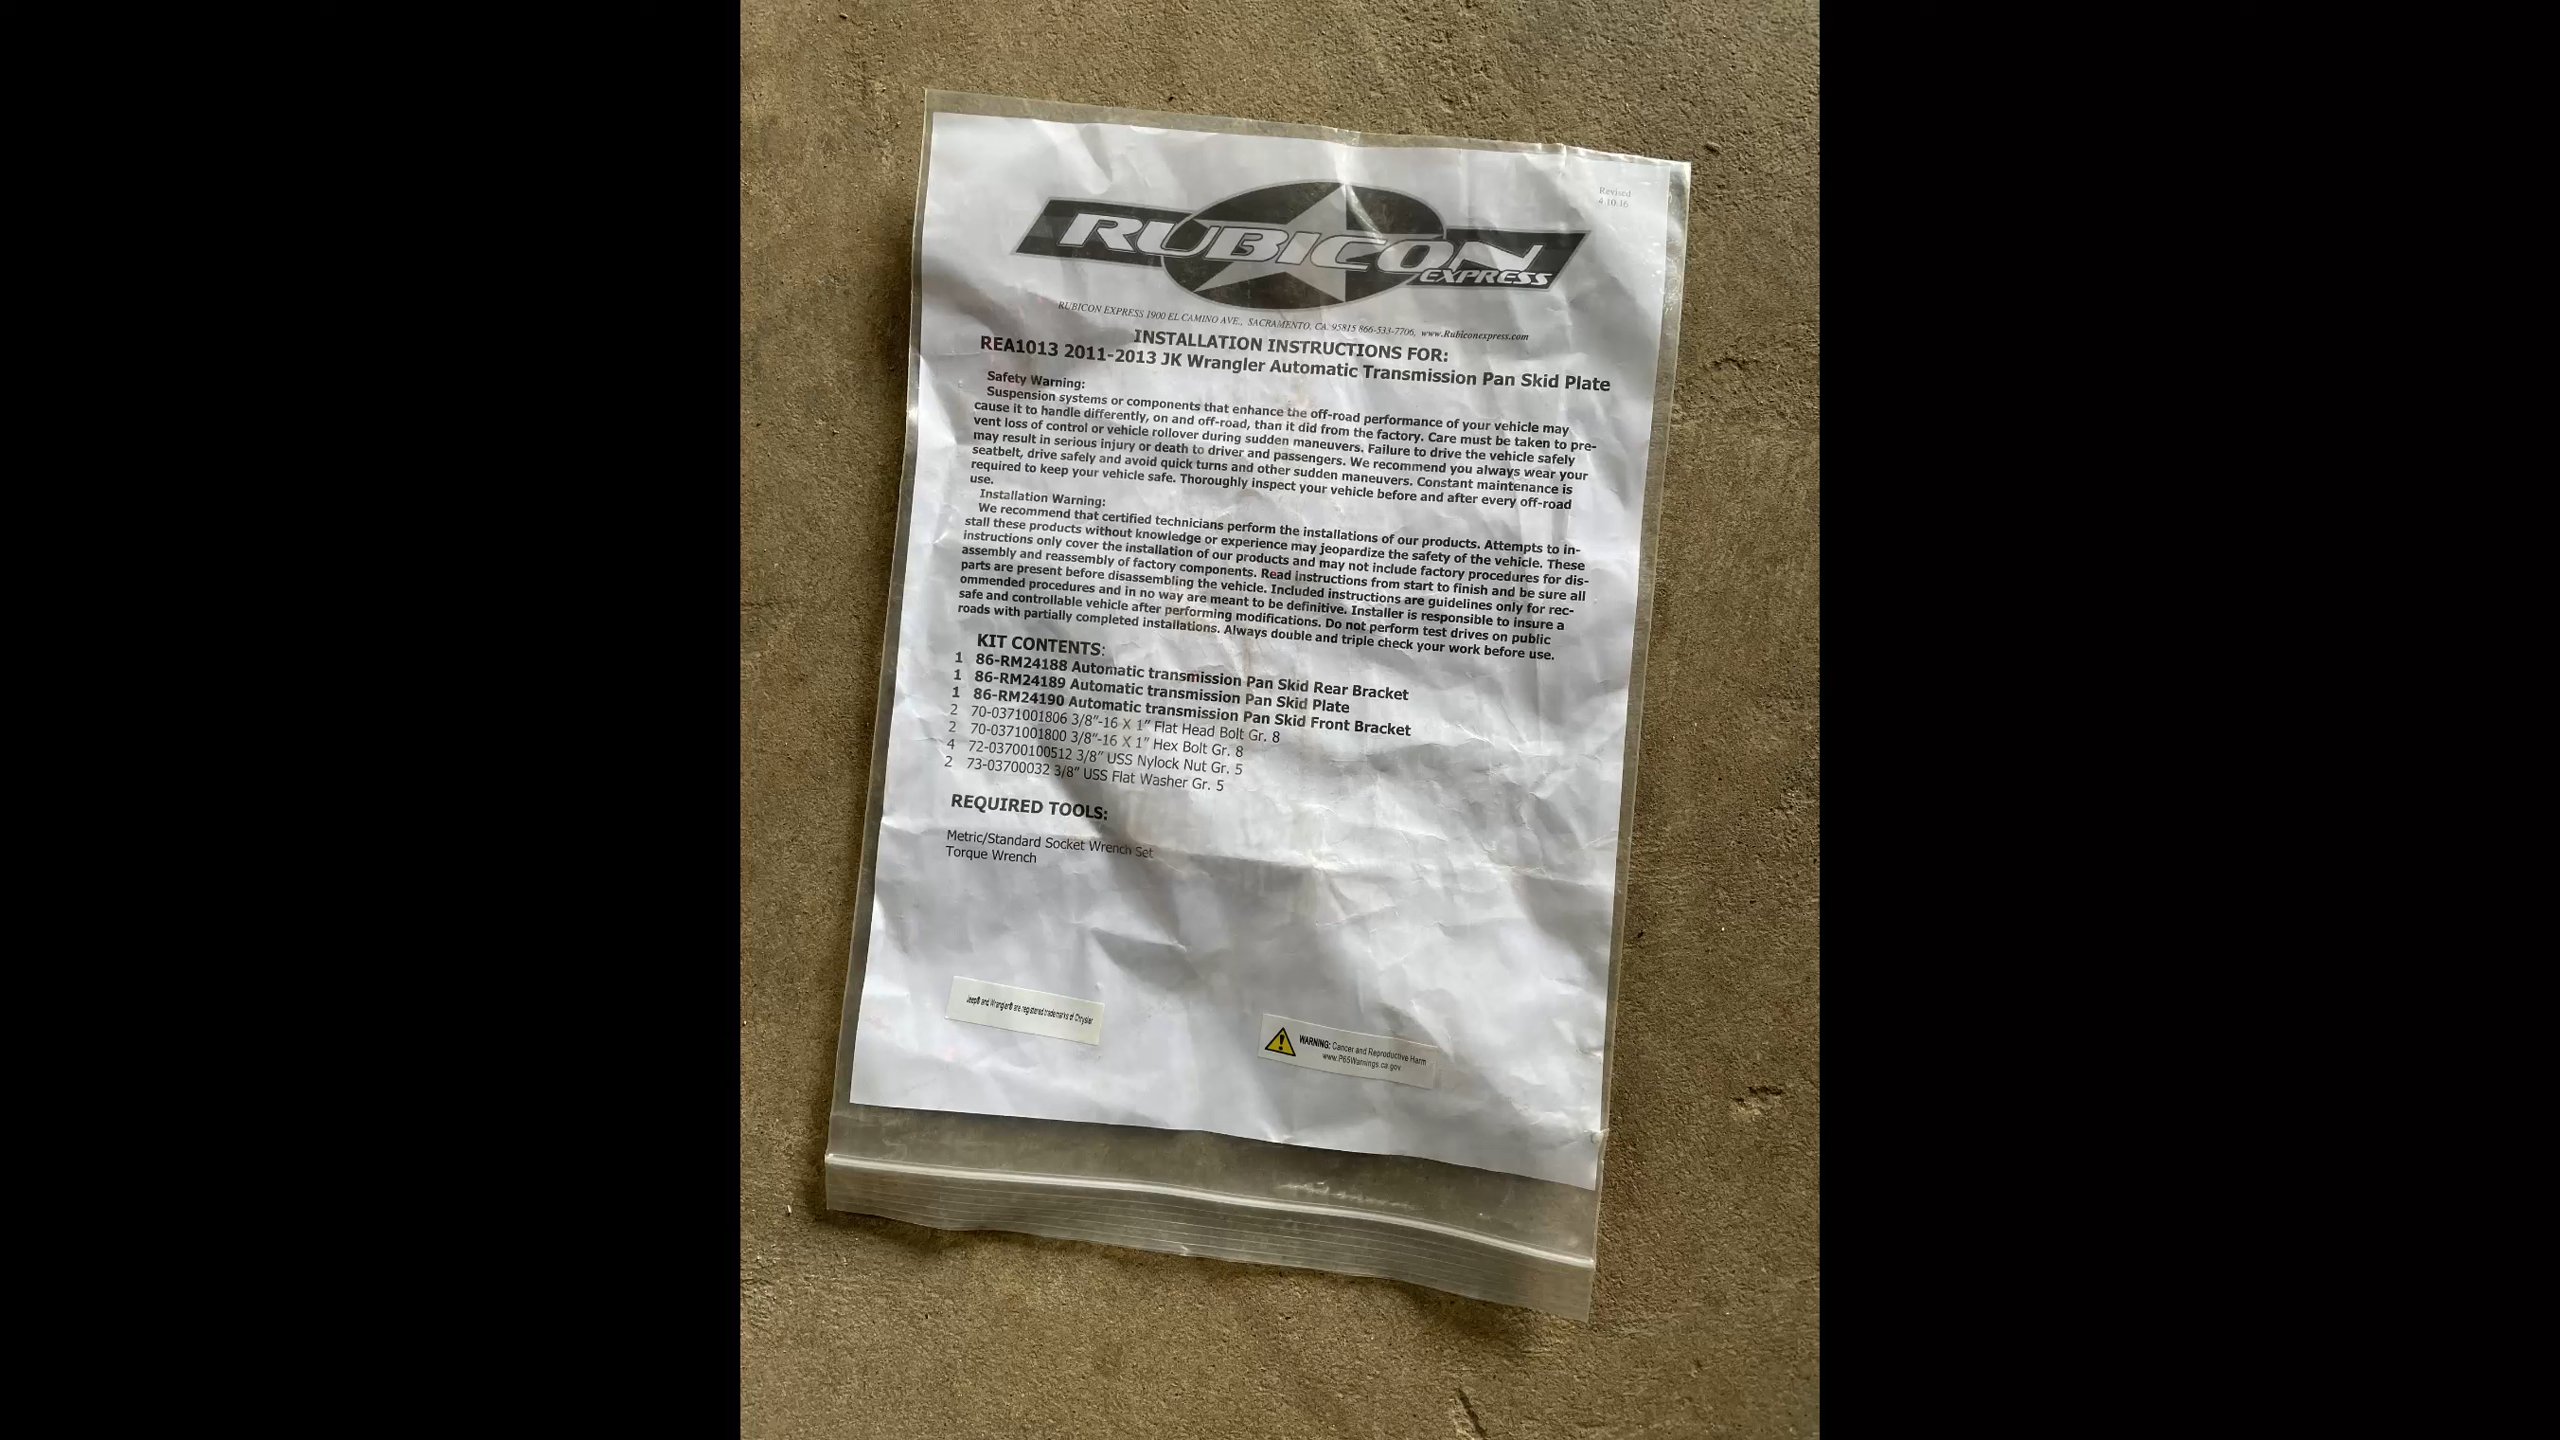 Revised
4.10.16
RUBICON
EXPRESS
RUBICON EXPRESS 1900 EL CAMINO AVE., SACRAMENTO, CA. 95815 866-533-7706, www.Rubiconexpress.com
INSTALLATION INSTRUCTIONS FOR:
REA1013 2011-2013 JK Wrangler Automatic Transmission Pan Skid Plate
Safety Warning:
Suspension systems or components that enhance the off-road performance of your vehicle may
cause it to handle differently, on and off-road, than it did from the factory. Care must be taken to pre-
vent loss of control or vehicle rollover during sudden maneuvers. Failure to drive the vehicle safely
may result in serious injury or death to driver and passengers. We recommend you always wear your
seatbelt, drive safely and avoid quick turns and other sudden maneuvers. Constant maintenance is
required to keep your vehicle safe. Thoroughly inspect your vehicle before and after every off-road
use.
Installation Warning:
We recommend that certified technicians perform the installations of our products. Attempts to in-
stall these products without knowledge or experience may jeopardize the safety of the vehicle. These
instructions only cover the installation of our products and may not include factory procedures for dis-
assembly and reassembly of factory components. Read instructions from start to finish and be sure all
parts are present before disassembling the vehicle. Included instructions are guidelines only for rec-
ommended procedures and in no way are meant to be definitive. Installer is responsible to insure a
safe and controllable vehicle after performing modifications. Do not perform test drives on public
roads with partially completed installations. Always double and triple check your work before use.
KIT CONTENTS:
1 86-RM24188 Automatic transmission Pan Skid Rear Bracket
1 86-RM24189 Automatic transmission Pan Skid Plate
1 86-RM24190 Automatic transmission Pan Skid Front Bracket
2 70-0371001806 3/8"-16 X 1" Flat Head Bolt Gr. 8
2 70-0371001800 3/8"-16 X 1" Hex Bolt Gr. 8
4 72-03700100512 3/8" USS Nylock Nut Gr. 5
2 73-03700032 3/8" USS Flat Washer Gr. 5
REQUIRED TOOLS:
Metric/Standard Socket Wrench Set
Torque Wrench
Jeep® and Wrangler® are registered trademarks of Chrysler
WARNING: Cancer and Reproductive Harm
www.P65Warnings.ca.gov